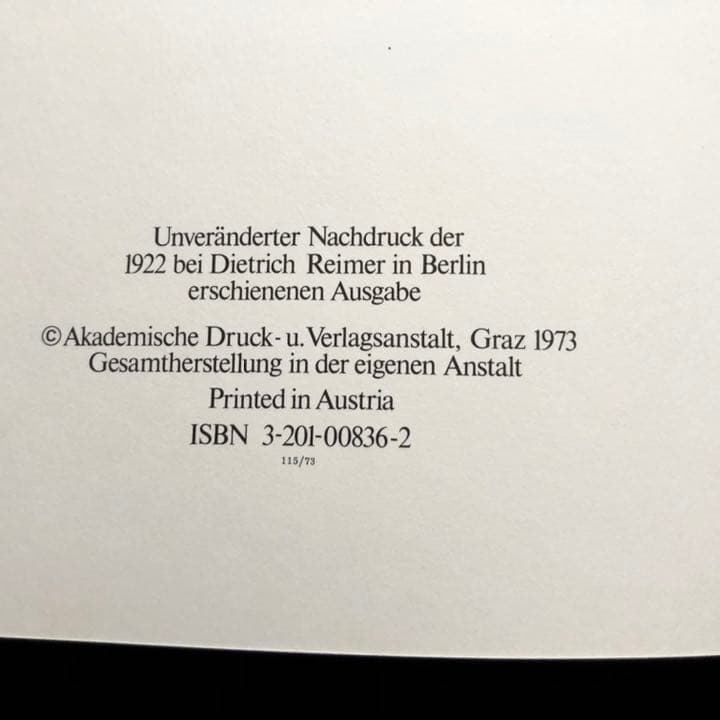 Unveränderter Nachdruck der
1922 bei Dietrich Reimer in Berlin
erschienenen Ausgabe
©Akademische Druck- u. Verlagsanstalt, Graz 1973
Gesamtherstellung in der eigenen Anstalt
Printed in Austria
ISBN 3-201-00836-2
115/73